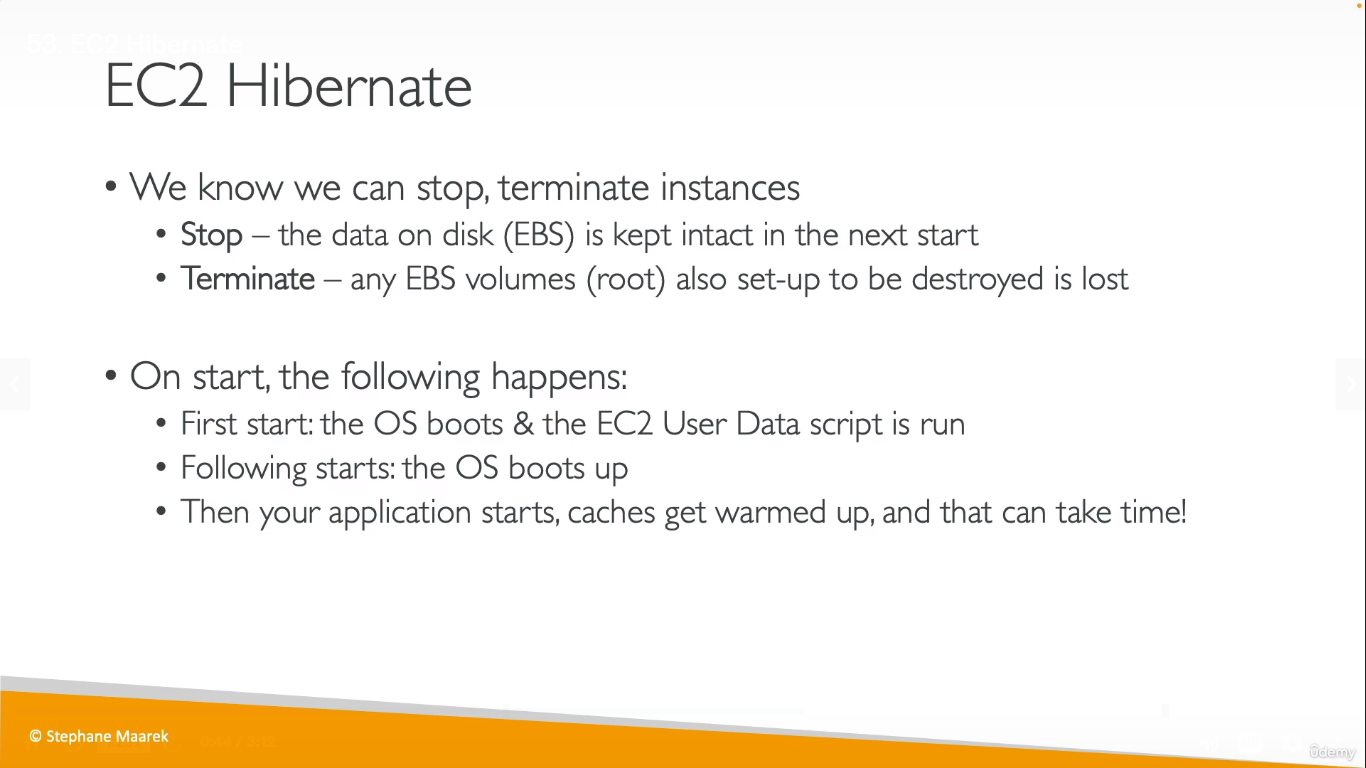 53. EC2 Hibernate
EC2 Hibernate
• We know we can stop, terminate instances
• Stop – the data on disk (EBS) is kept intact in the next start
• Terminate – any EBS volumes (root) also set-up to be destroyed is lost
• On start, the following happens:
• First start: the OS boots & the EC2 User Data script is run
• Following starts: the OS boots up
• Then your application starts, caches get warmed up, and that can take time!
© Stephane Maarek
ûdemy